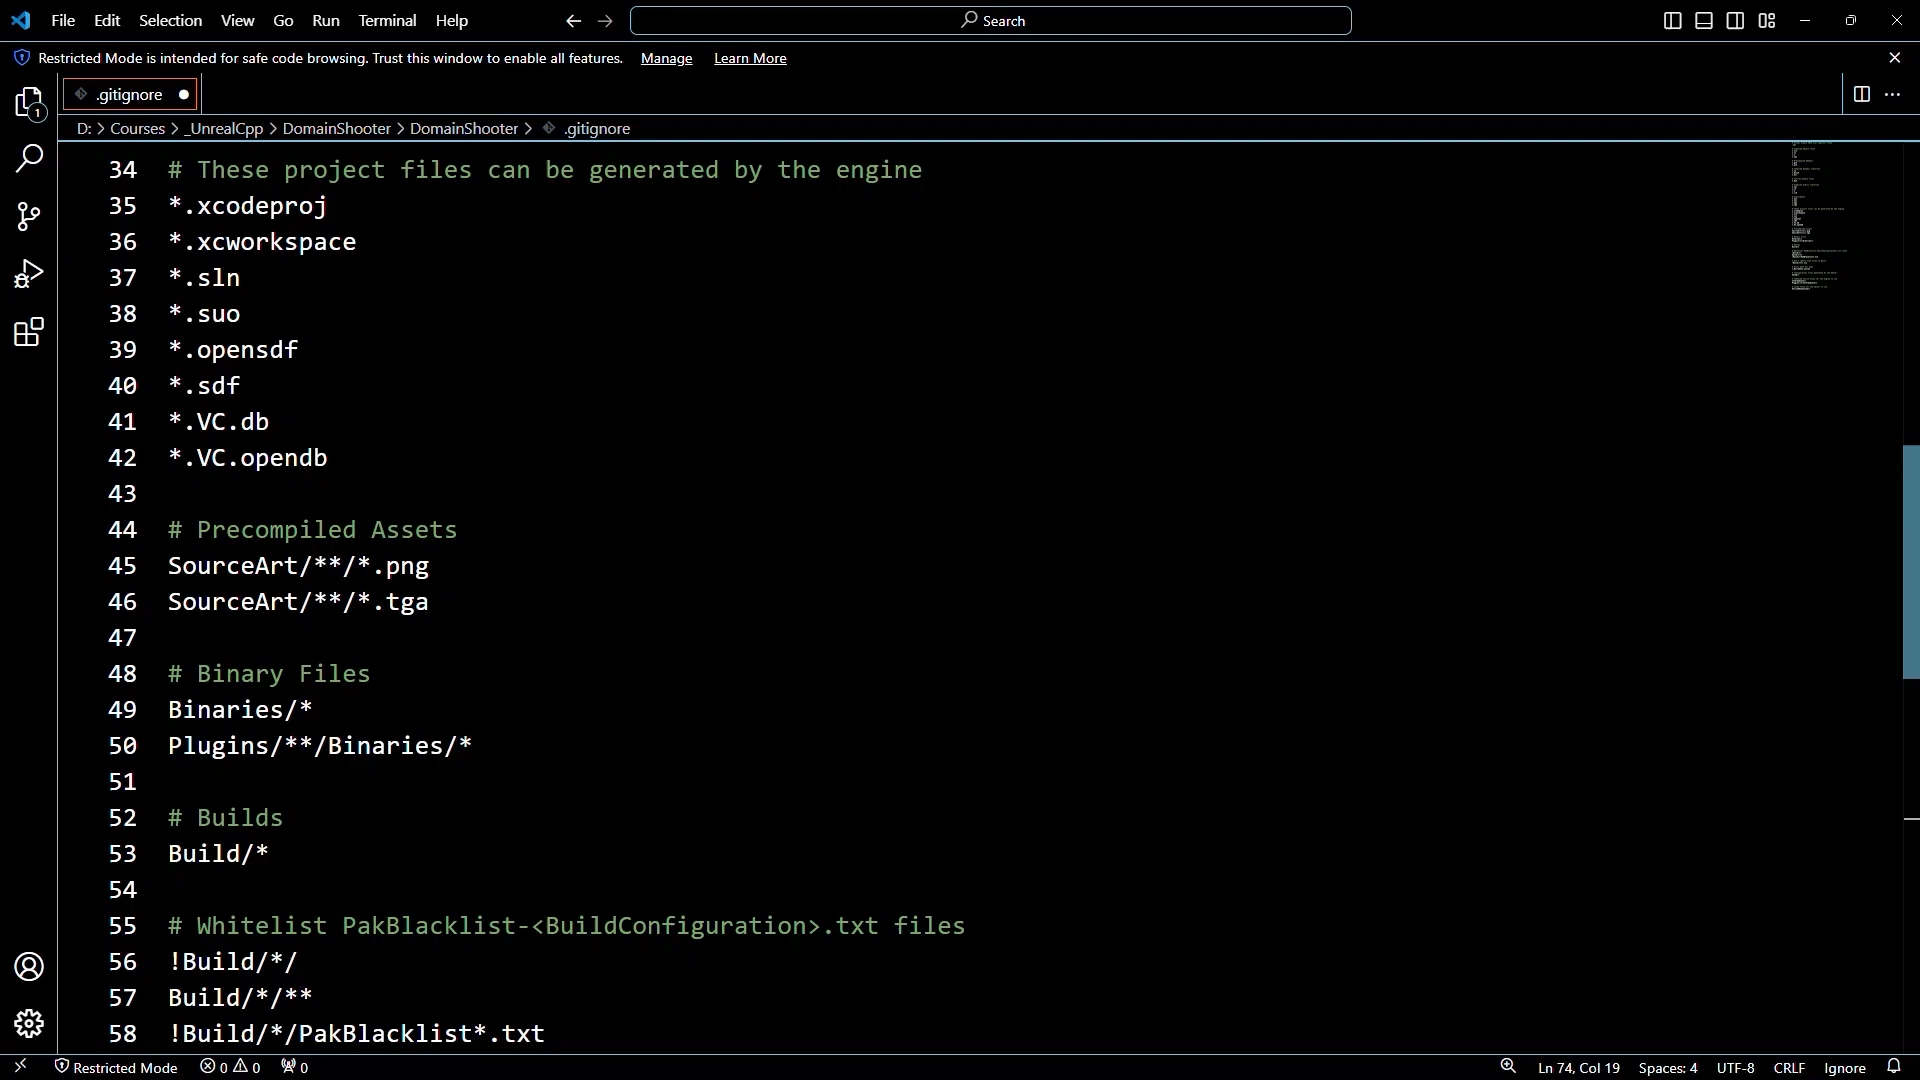 File Edit Selection View Go Run Terminal Help
Search
Restricted Mode is intended for safe code browsing. Trust this window to enable all features. Manage Learn More
.gitignore
1
D: > Courses > _UnrealCpp > DomainShooter > DomainShooter > .gitignore
34 # These project files can be generated by the engine
35 *.xcodeproj
36 *.xcworkspace
37 *.sln
38 *.suo
39 *.opensdf
40 *.sdf
41 *.VC.db
42 *.VC.opendb
43
44 # Precompiled Assets
45 SourceArt/**/*.png
46 SourceArt/**/*.tga
47
48 # Binary Files
49 Binaries/*
50 Plugins/**/Binaries/*
51
52 # Builds
53 Build/*
54
55 # Whitelist PakBlacklist-<BuildConfiguration>.txt files
56 !Build/*/
57 Build/*/**
58 !Build/*/PakBlacklist*.txt
Restricted Mode 0 0 0 Ln 74, Col 19 Spaces: 4 UTF-8 CRLF Ignore